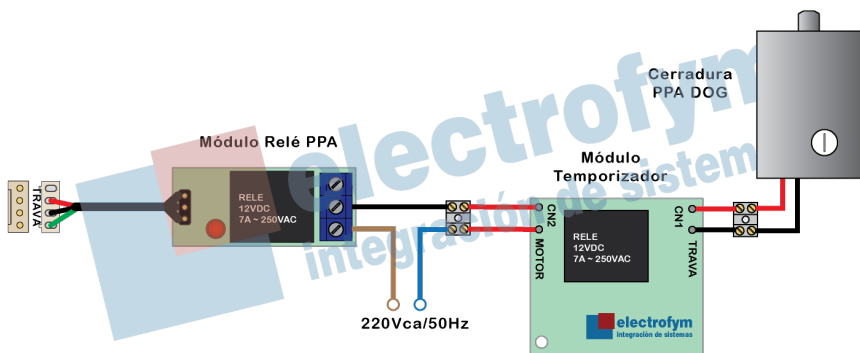 electrofym
integración de sistemas
Cerradura
PPA DOG
Módulo Relé PPA
Módulo
Temporizador
TRAVA
RELE
12VDC
7A ~ 250VAC
CN2
MOTOR
RELE
12VDC
7A ~ 250VAC
CN1
TRAVA
220Vca/50Hz
electrofym
Integración de sistemas